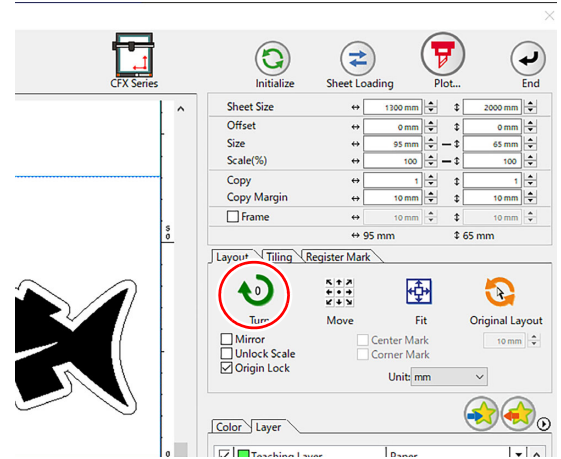 CFX Series
Initialize
Sheet Loading
Plot...
End
Sheet Size ↔ 1300 mm ↕ 2000 mm
Offset ↔ 0 mm ↕ 0 mm
Size ↔ 95 mm ↕ 65 mm
Scale(%) ↔ 100 ↕ 100
Copy ↔ 1 ↕ 1
Copy Margin ↔ 10 mm ↕ 10 mm
Frame ↔ 10 mm ↕ 10 mm
↔ 95 mm ↕ 65 mm
Layout Tiling Register Mark
0
Turn Move Fit Original Layout
Mirror Center Mark 10 mm
Unlock Scale Corner Mark
Origin Lock
Unit: mm
Color Layer
Teaching Layer Paper